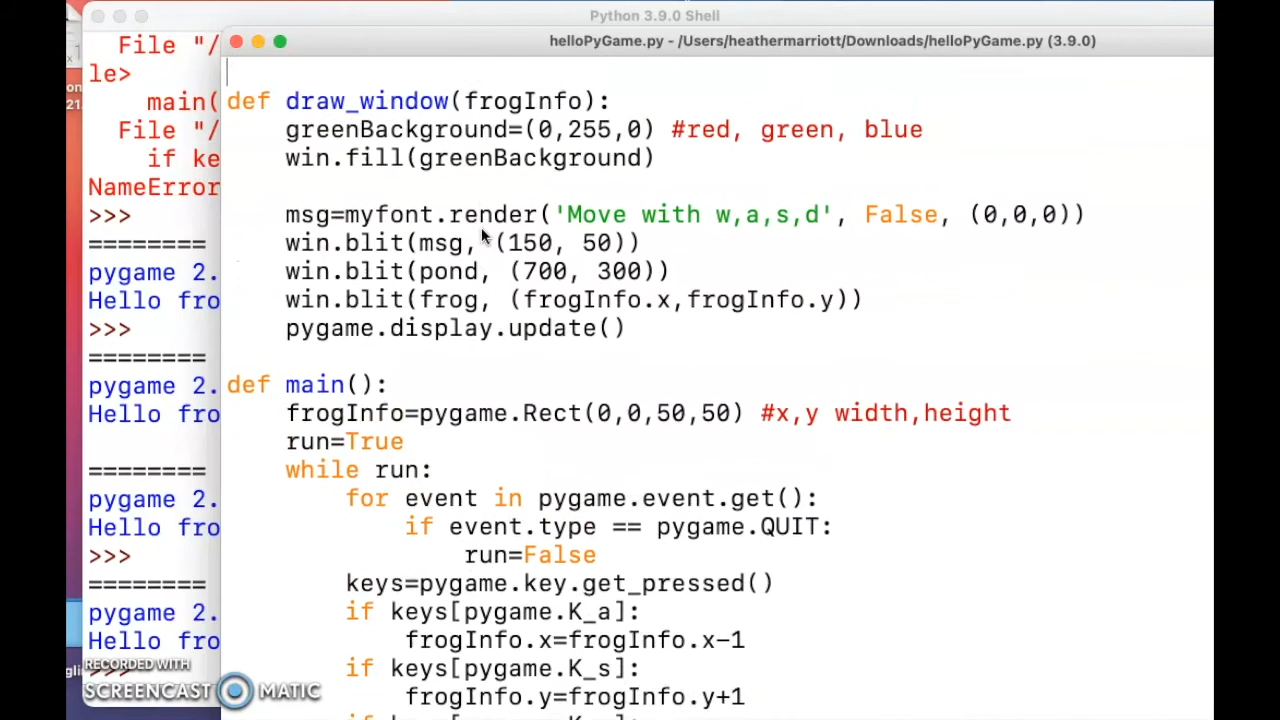 Python 3.9.0 Shell
helloPyGame.py - /Users/heathermarriott/Downloads/helloPyGame.py (3.9.0)
File "/
le>
main(
File "/
if ke
NameError
>>>
========
pygame 2.
Hello fro
>>>
========
pygame 2.
Hello fro
========
pygame 2.
Hello fro
>>>
========
pygame 2.
Hello fro
>>>
def draw_window(frogInfo):
greenBackground=(0,255,0) #red, green, blue
win.fill(greenBackground)
msg=myfont.render('Move with w,a,s,d', False, (0,0,0))
win.blit(msg, (150, 50))
win.blit(pond, (700, 300))
win.blit(frog, (frogInfo.x,frogInfo.y))
pygame.display.update()
def main():
frogInfo=pygame.Rect(0,0,50,50) #x,y width,height
run=True
while run:
for event in pygame.event.get():
if event.type == pygame.QUIT:
run=False
keys=pygame.key.get_pressed()
if keys[pygame.K_a]:
frogInfo.x=frogInfo.x-1
if keys[pygame.K_s]:
frogInfo.y=frogInfo.y+1
RECORDED WITH
SCREENCAST MATIC